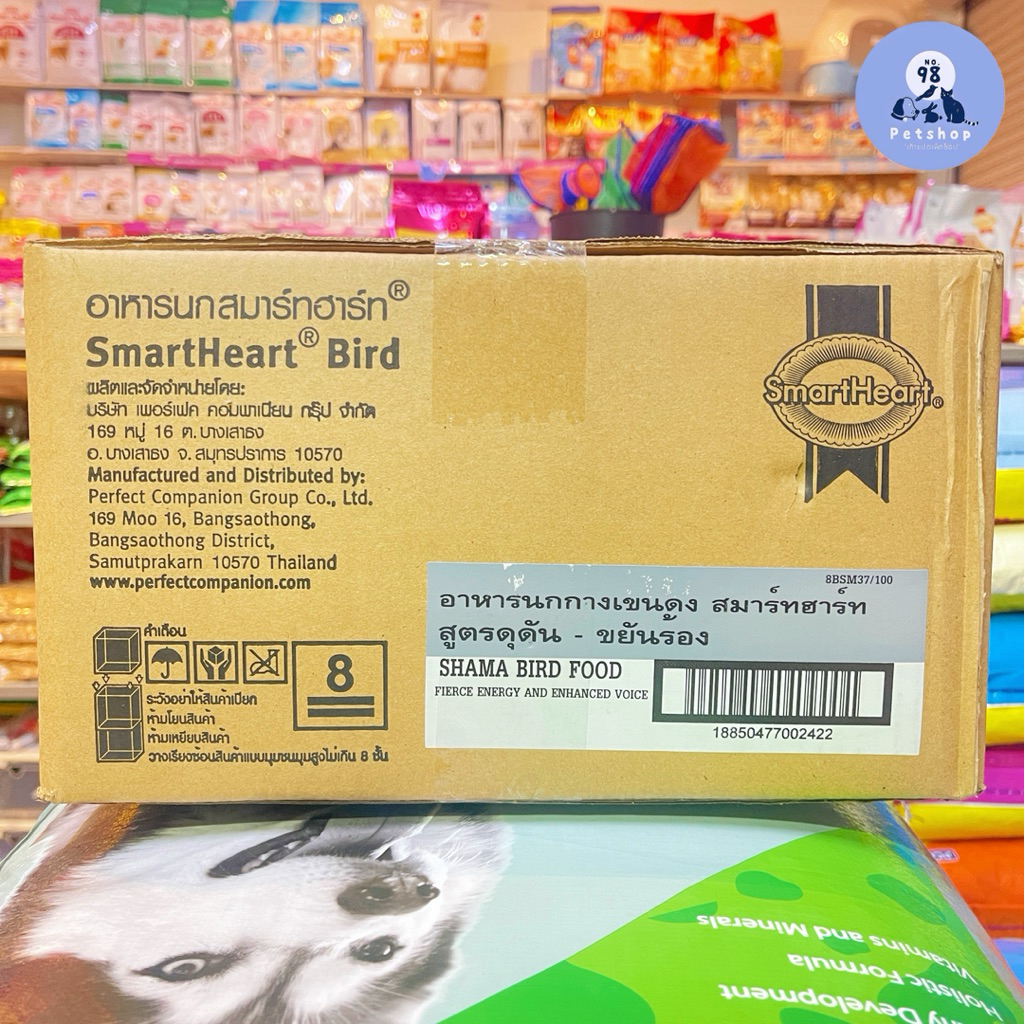 NO.
98
Petshop
อาหารนกสมาร์ทฮาร์ท®
SmartHeart® Bird
ผลิตและจัดจำหน่ายโดย:
บริษัท เพอร์เฟค คอมพาเนียน กรุ๊ป จำกัด
169 หมู่ 16 ต.บางเสาธง
อ.บางเสาธง จ.สมุทรปราการ 10570
Manufactured and Distributed by:
Perfect Companion Group Co., Ltd.
169 Moo 16, Bangsaothong,
Bangsaothong District,
Samutprakarn 10570 Thailand
www.perfectcompanion.com
SmartHeart®
คำเตือน
8
ระวังอย่าให้สินค้าเปียก
ห้ามโยนสินค้า
ห้ามเหยียบสินค้า
วางเรียงซ้อนสินค้าแบบมุมชนมุมสูงไม่เกิน 8 ชั้น
8BSM37/100
อาหารนกกางเขนดง สมาร์ทฮาร์ท
สูตรดุดัน - ขยันร้อง
SHAMA BIRD FOOD
FIERCE ENERGY AND ENHANCED VOICE
18850477002422
Vitamins and Minerals
Holistic Formula
Development